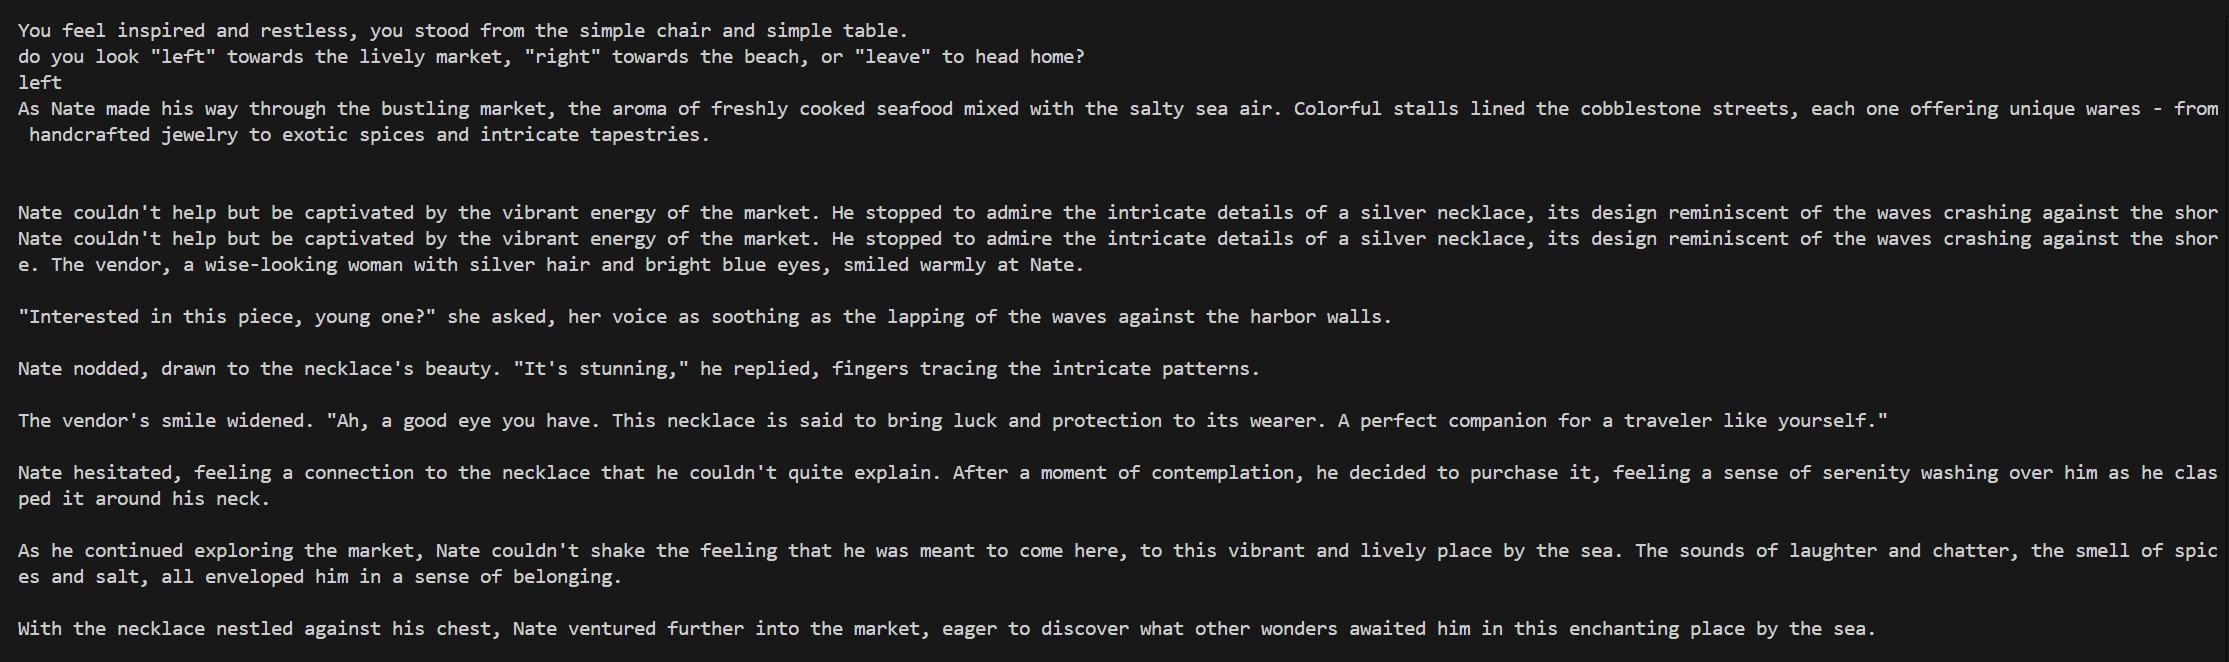 You feel inspired and restless, you stood from the simple chair and simple table.
do you look "left" towards the lively market, "right" towards the beach, or "leave" to head home?
left
As Nate made his way through the bustling market, the aroma of freshly cooked seafood mixed with the salty sea air. Colorful stalls lined the cobblestone streets, each one offering unique wares - from
handcrafted jewelry to exotic spices and intricate tapestries.
Nate couldn't help but be captivated by the vibrant energy of the market. He stopped to admire the intricate details of a silver necklace, its design reminiscent of the waves crashing against the shor
Nate couldn't help but be captivated by the vibrant energy of the market. He stopped to admire the intricate details of a silver necklace, its design reminiscent of the waves crashing against the shor
e. The vendor, a wise-looking woman with silver hair and bright blue eyes, smiled warmly at Nate.
"Interested in this piece, young one?" she asked, her voice as soothing as the lapping of the waves against the harbor walls.
Nate nodded, drawn to the necklace's beauty. "It's stunning," he replied, fingers tracing the intricate patterns.
The vendor's smile widened. "Ah, a good eye you have. This necklace is said to bring luck and protection to its wearer. A perfect companion for a traveler like yourself."
Nate hesitated, feeling a connection to the necklace that he couldn't quite explain. After a moment of contemplation, he decided to purchase it, feeling a sense of serenity washing over him as he clas
ped it around his neck.
As he continued exploring the market, Nate couldn't shake the feeling that he was meant to come here, to this vibrant and lively place by the sea. The sounds of laughter and chatter, the smell of spic
es and salt, all enveloped him in a sense of belonging.
With the necklace nestled against his chest, Nate ventured further into the market, eager to discover what other wonders awaited him in this enchanting place by the sea.